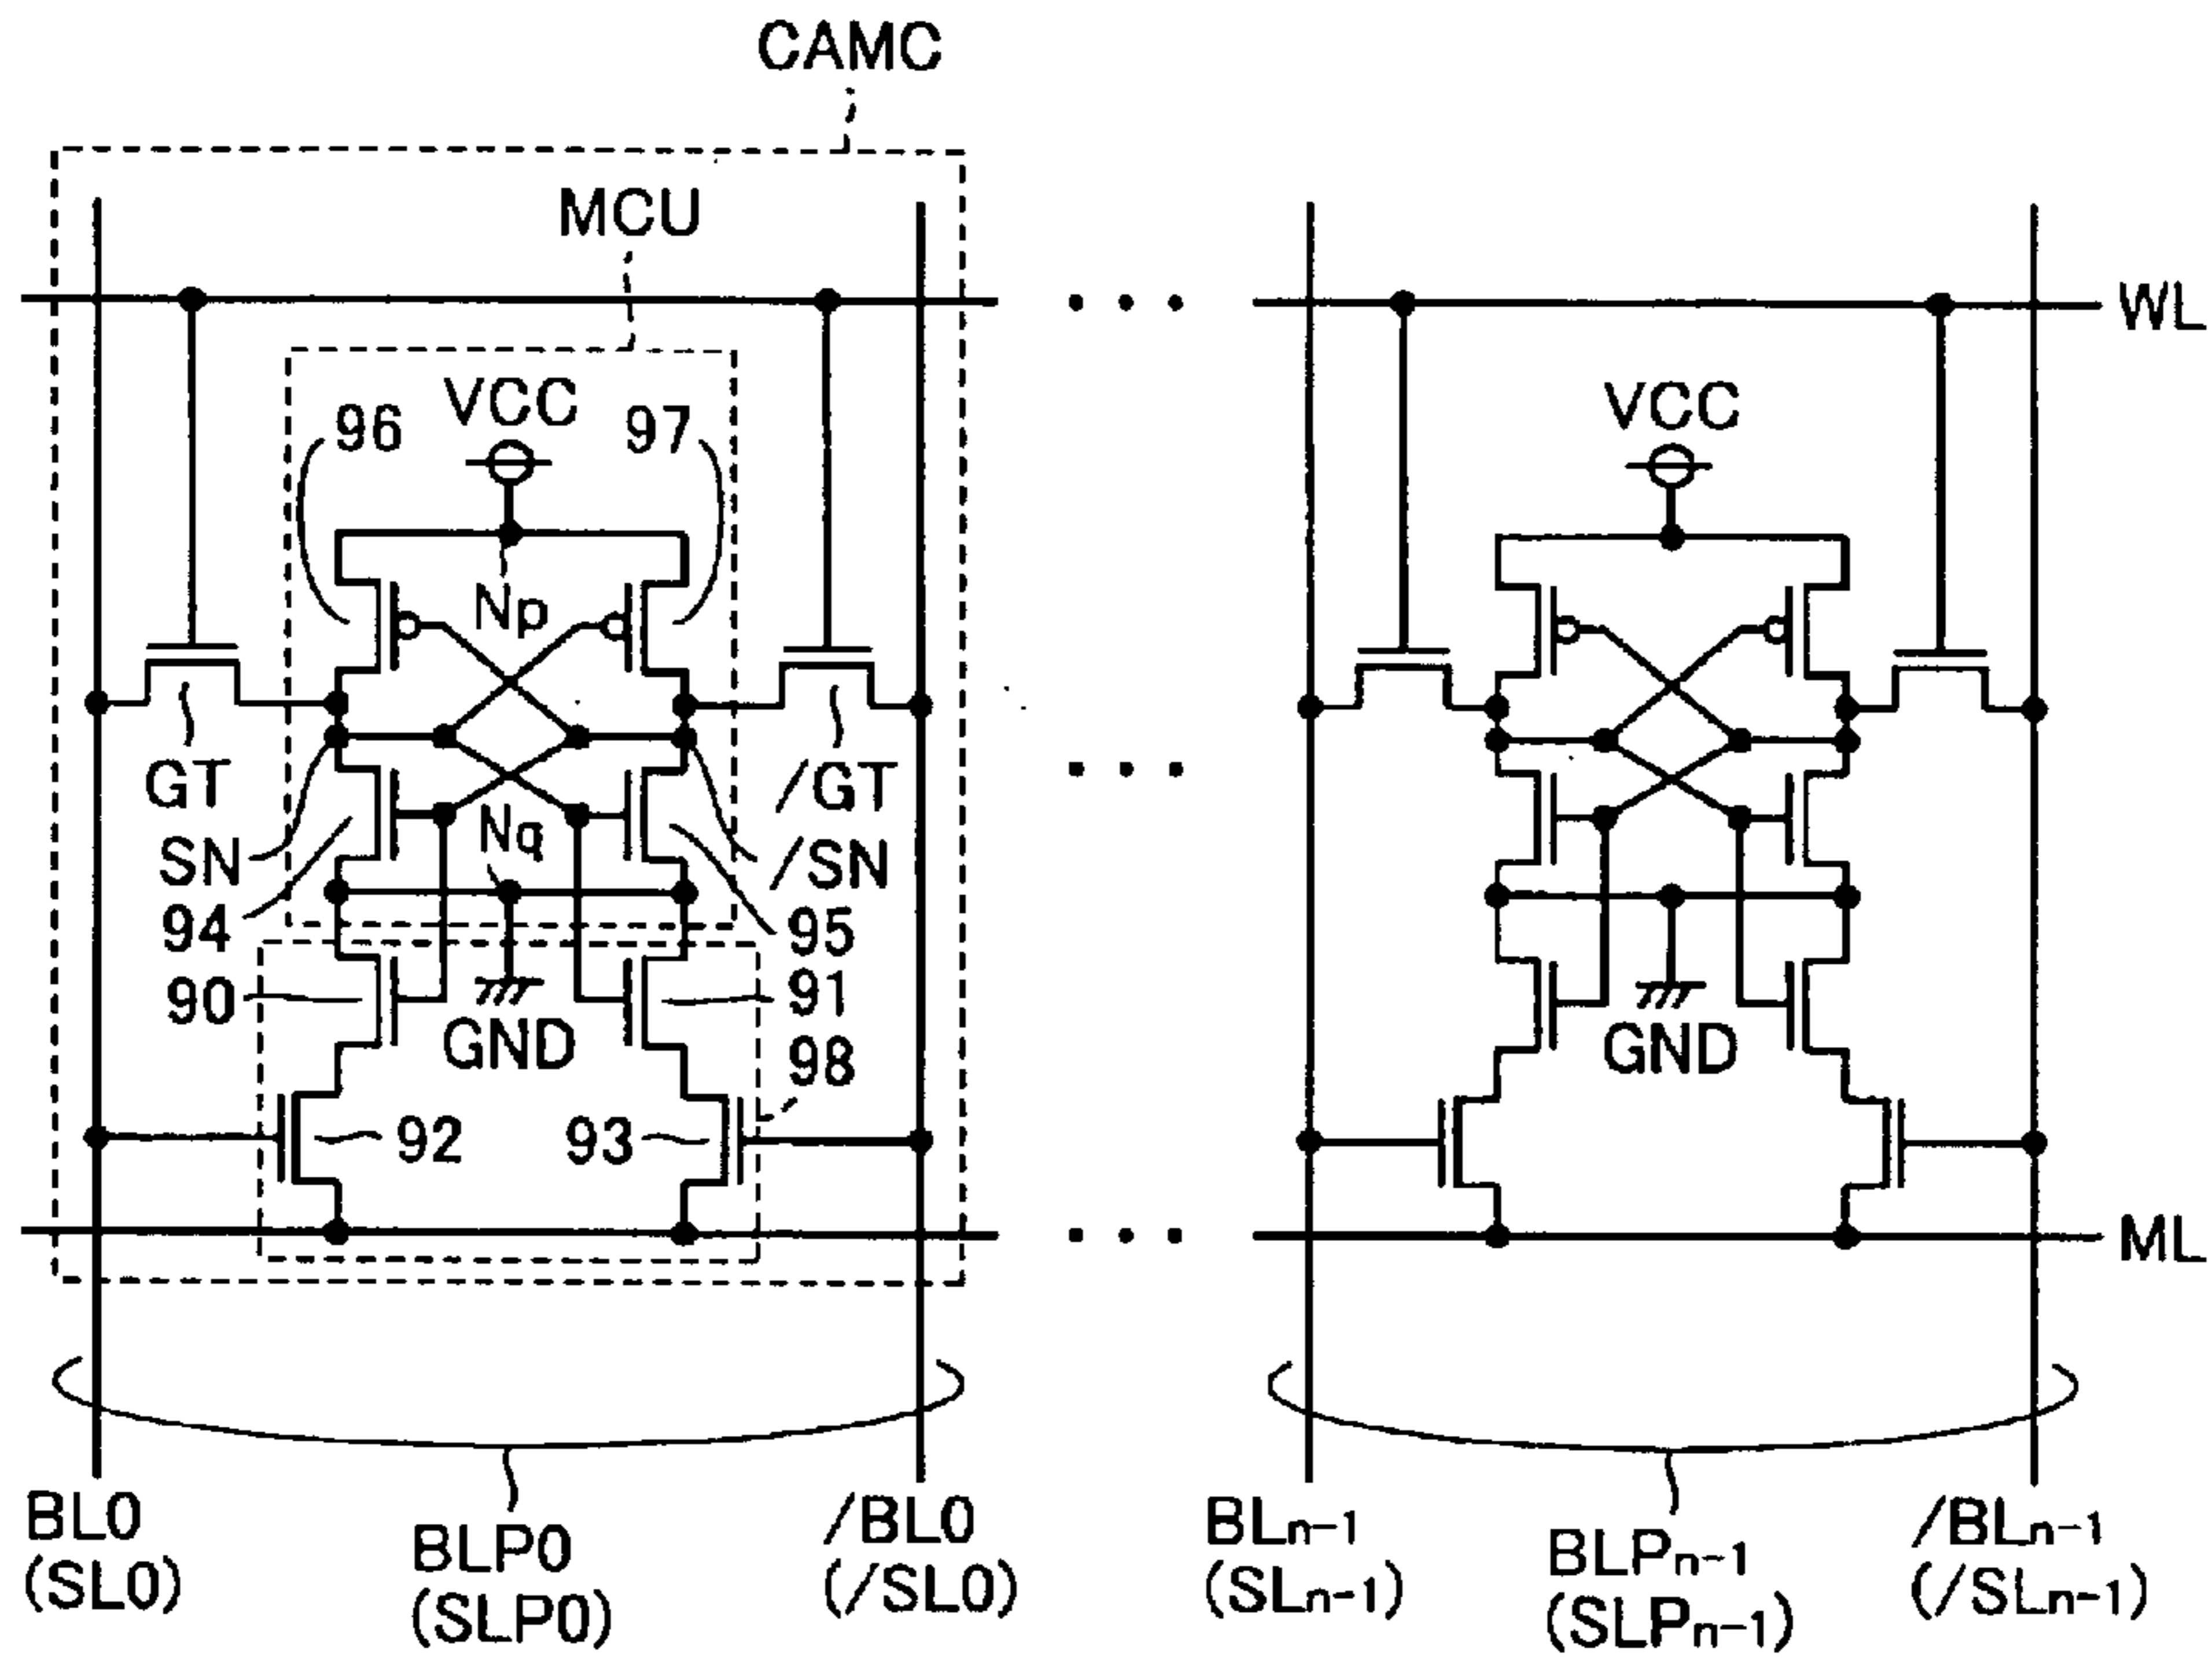 CAMC
MCU
WL
VCC
VCC
96
97
Np
GT
/GT
SN
Nq
/SN
94
95
90
91
GND
GND
98
92
93
ML
BL0
(SL0)
BLP0
(SLP0)
/BL0
(/SL0)
BLn-1
(SLn-1)
BLPn-1
(SLPn-1)
/BLn-1
(/SLn-1)